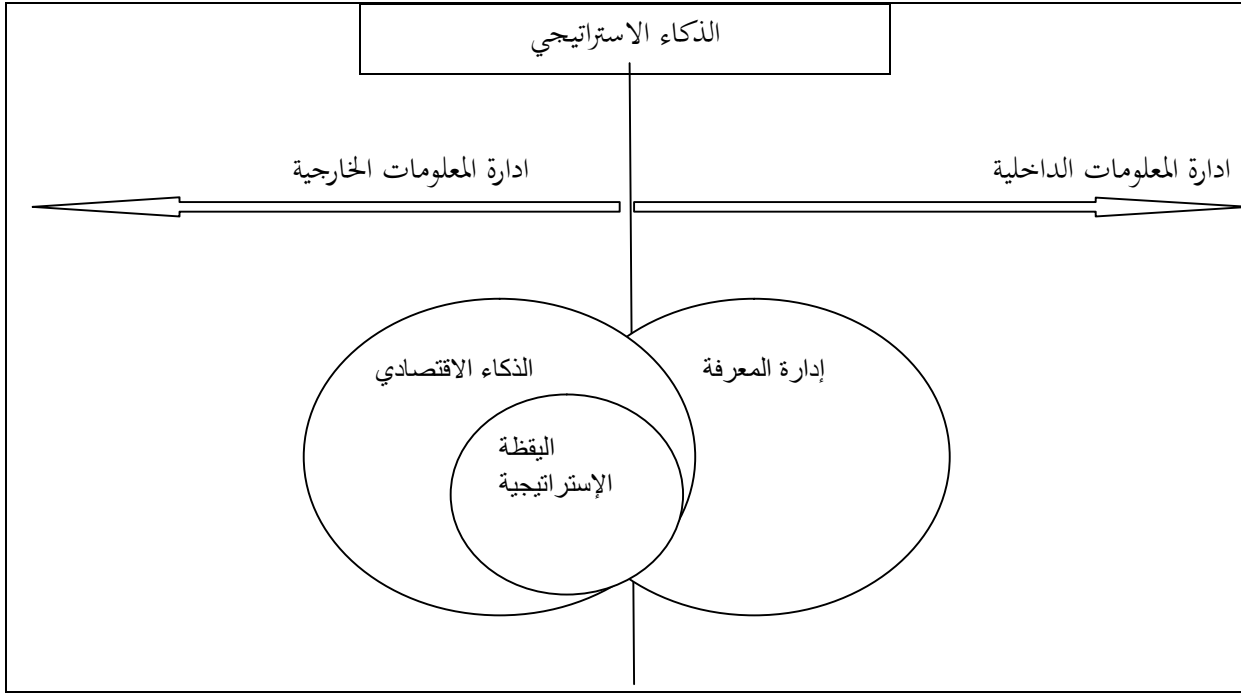 الذكاء الاستراتيجي
ادارة المعلومات الداخلية
ادارة المعلومات الخارجية
إدارة المعرفة
الذكاء الاقتصادي
اليقظة
الإستراتيجية